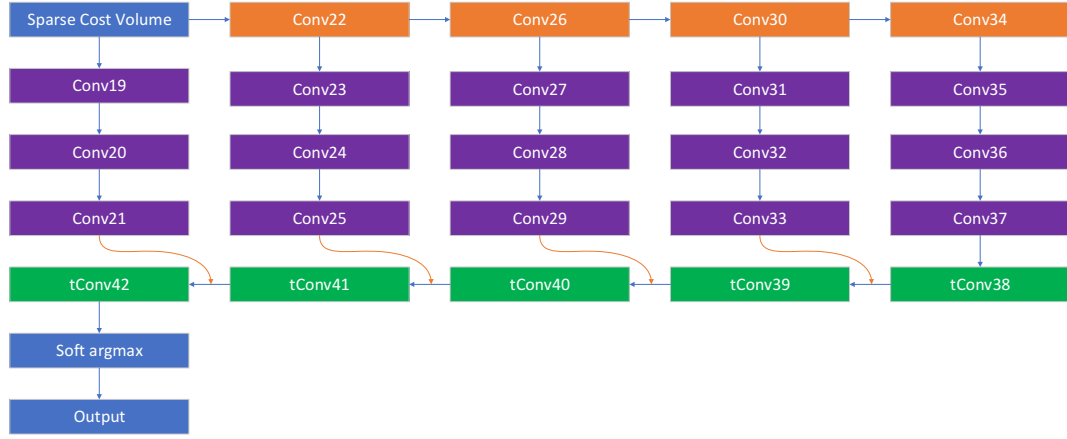 Sparse Cost Volume
Conv22
Conv26
Conv30
Conv34
Conv19
Conv23
Conv27
Conv31
Conv35
Conv20
Conv24
Conv28
Conv32
Conv36
Conv21
Conv25
Conv29
Conv33
Conv37
tConv42
tConv41
tConv40
tConv39
tConv38
Soft argmax
Output